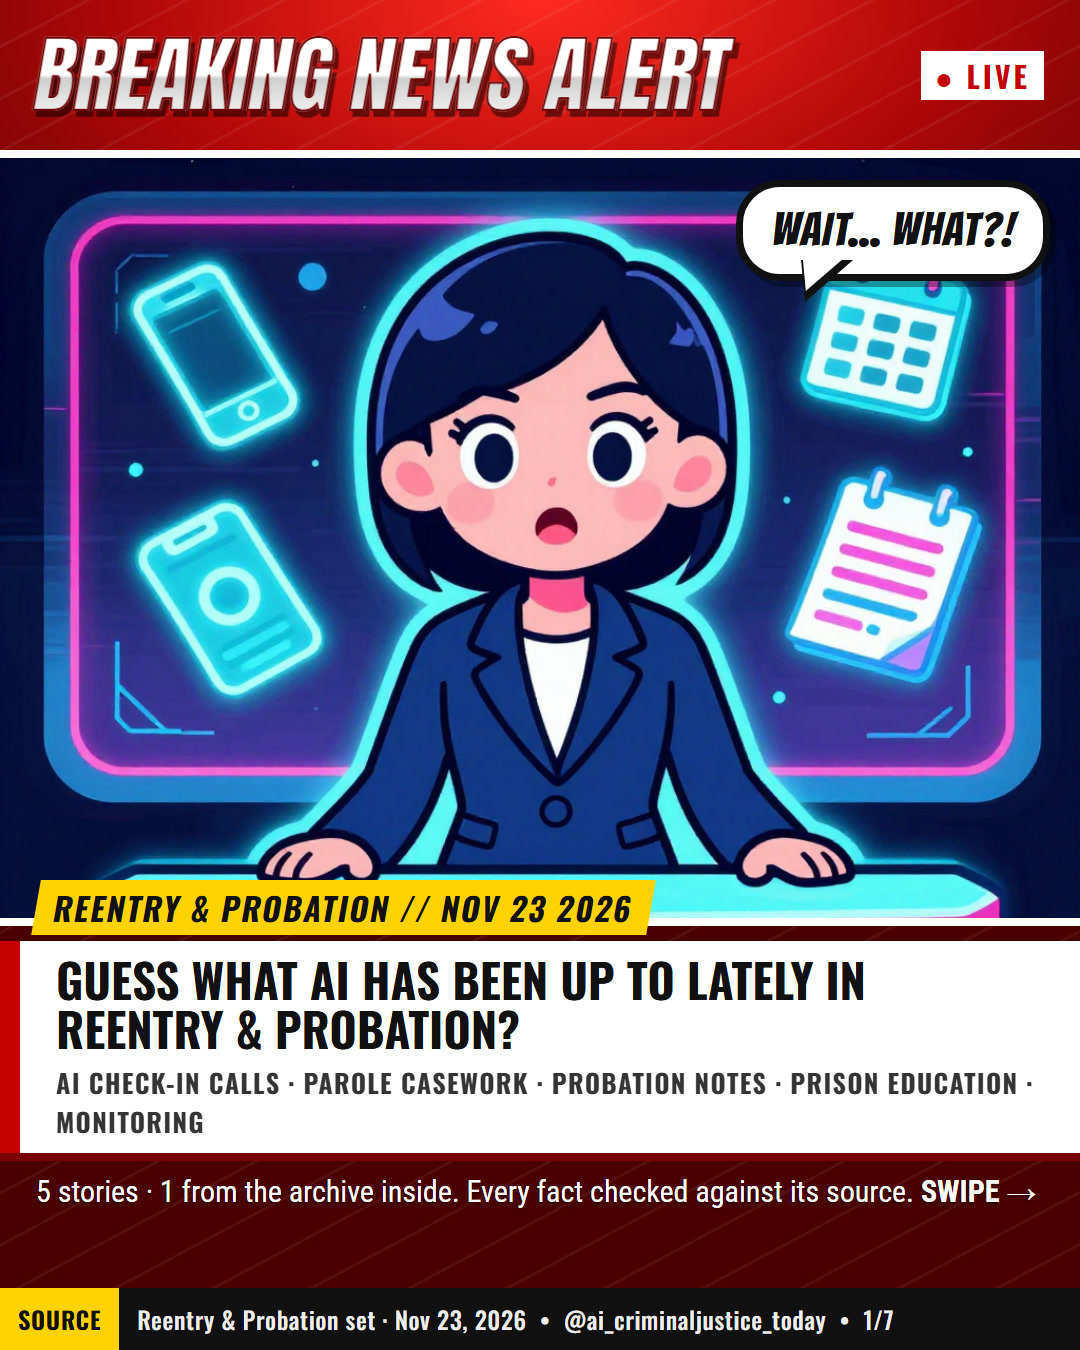 BREAKING NEWS ALERT
● LIVE
WAIT... WHAT?!
REENTRY & PROBATION // NOV 23 2026
GUESS WHAT AI HAS BEEN UP TO LATELY IN
REENTRY & PROBATION?
AI CHECK-IN CALLS · PAROLE CASEWORK · PROBATION NOTES · PRISON EDUCATION ·
MONITORING
5 stories · 1 from the archive inside. Every fact checked against its source. SWIPE →
SOURCE
Reentry & Probation set · Nov 23, 2026 • @ai_criminaljustice_today • 1/7